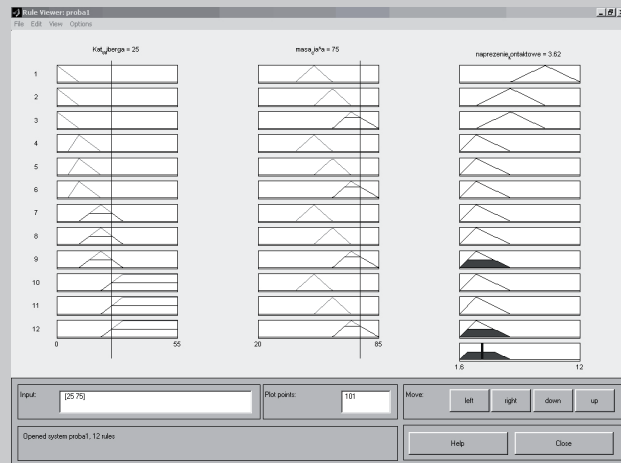 Rule Viewer: proba1
File Edit View Options
= 25
= 75
= 3.62
1
2
3
4
5
6
7
8
9
10
11
12
0 55
20 85
1.6 12
Input: [25 75]
Plot points: 101
Move: left right down up
Opened system proba1, 12 rules
Help Close